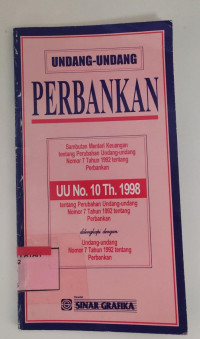 UNDANG-UNDANG
PERBANKAN
Sambutan Menteri Keuangan
tentang Perubahan Undang-undang
Nomor 7 Tahun 1992 tentang
Perbankan
UU No. 10 Th. 1998
tentang Perubahan Undang-undang
Nomor 7 Tahun 1992 tentang
Perbankan
dilengkapi dengan
Undang-undang
Nomor 7 Tahun 1992 tentang
Perbankan
SINAR GRAFIKA